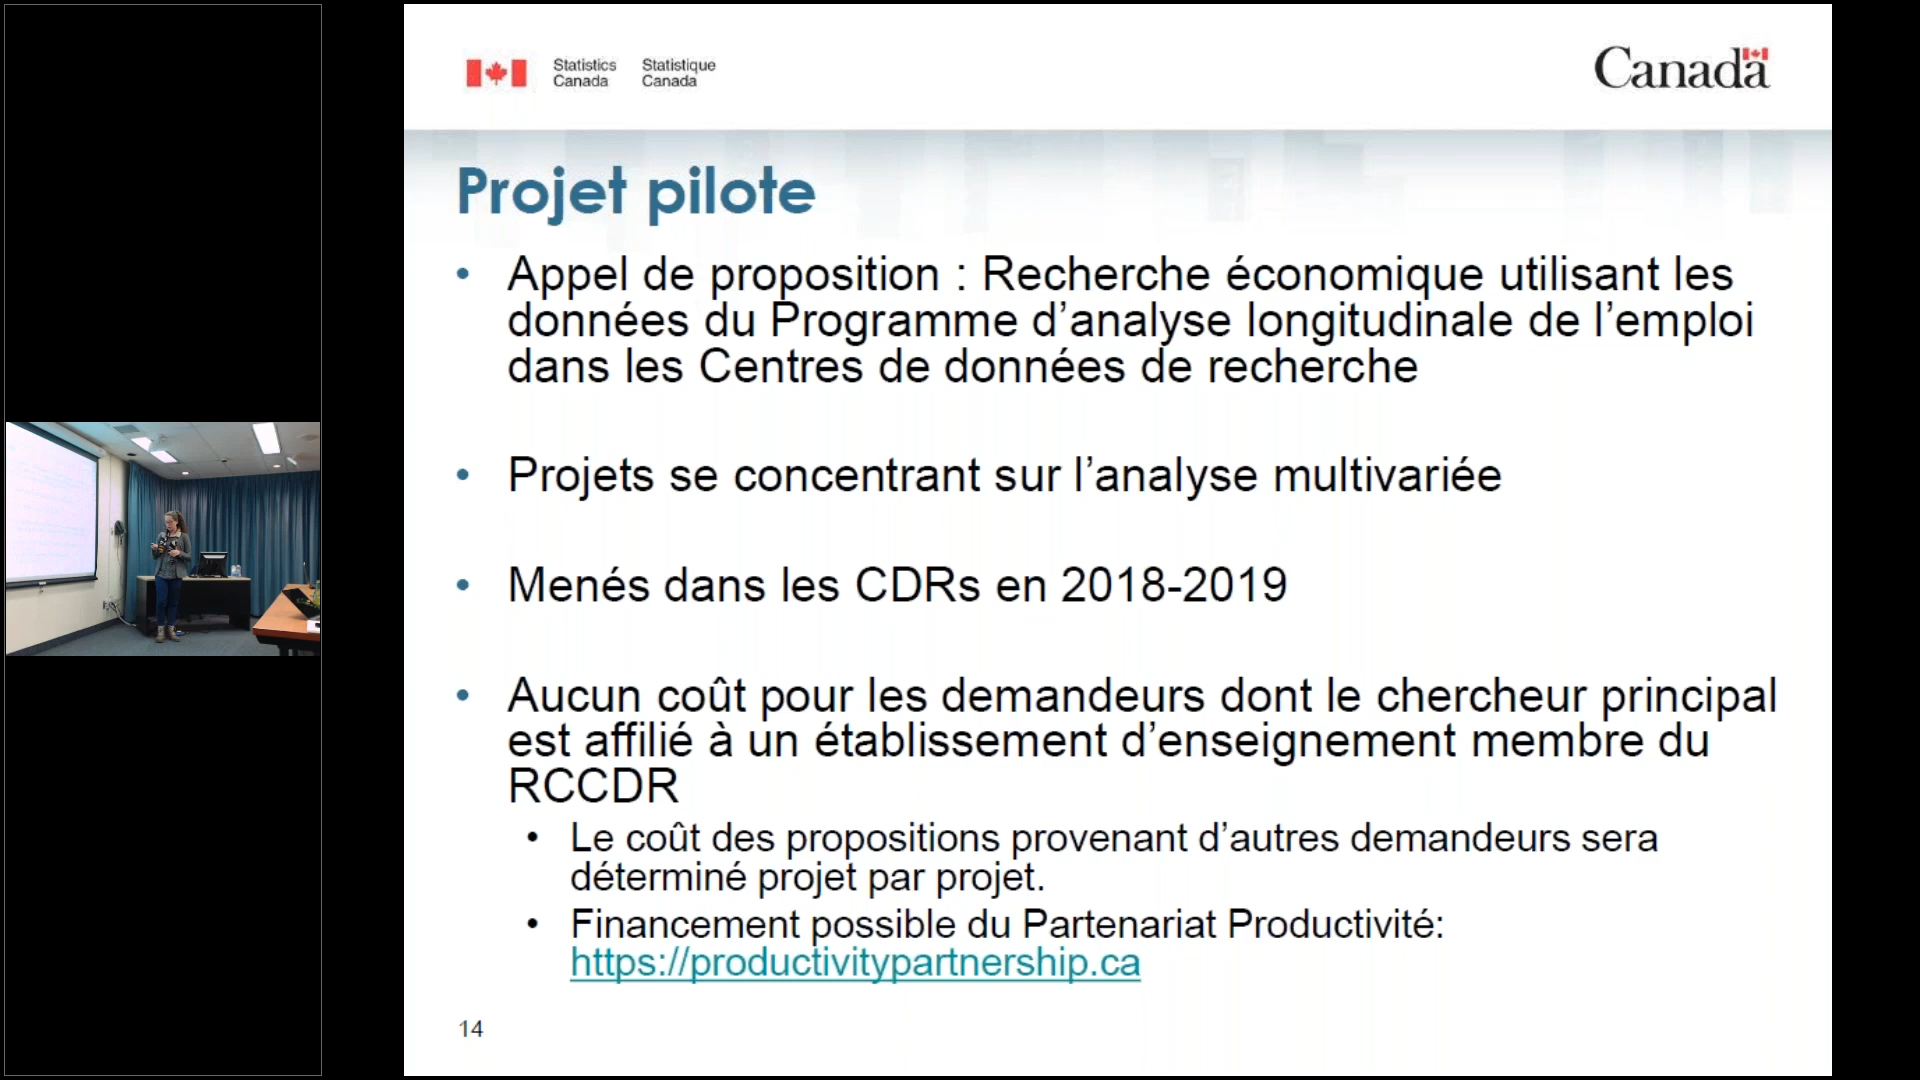 Statistics Canada
Statistique Canada
Canada
Projet pilote
• Appel de proposition : Recherche économique utilisant les
données du Programme d’analyse longitudinale de l’emploi
dans les Centres de données de recherche
• Projets se concentrant sur l’analyse multivariée
• Menés dans les CDRs en 2018-2019
• Aucun coût pour les demandeurs dont le chercheur principal
est affilié à un établissement d’enseignement membre du
RCCDR
• Le coût des propositions provenant d’autres demandeurs sera
déterminé projet par projet.
• Financement possible du Partenariat Productivité:
https://productivitypartnership.ca
14